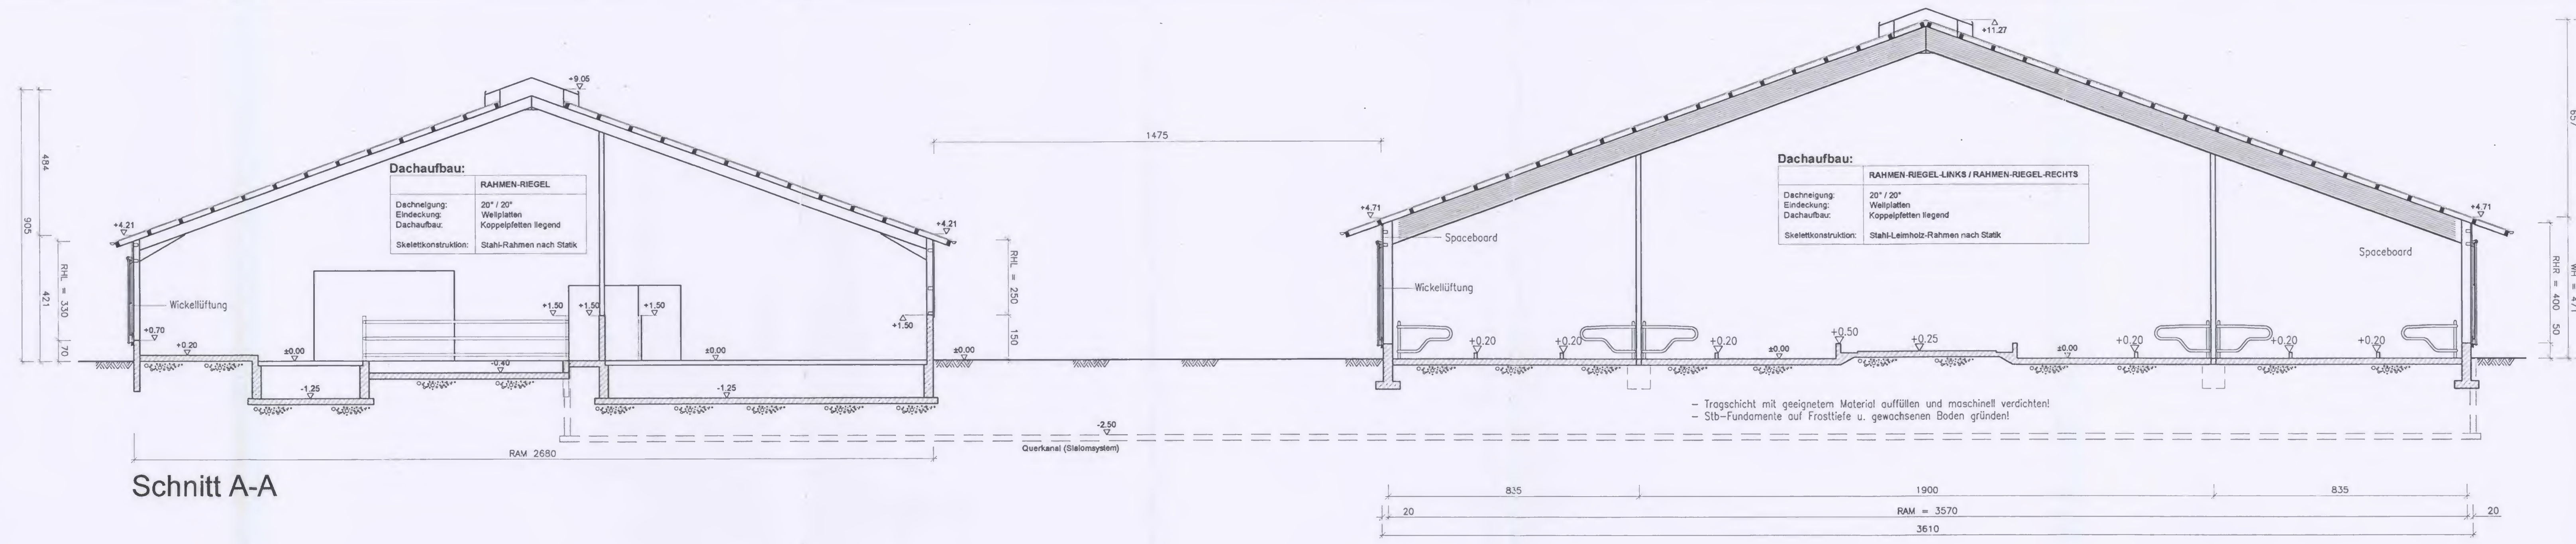 +11.27
+9.05
1475
484
905
Dachaufbau:
RAHMEN-RIEGEL
Dachneigung: 20° / 20°
Eindeckung: Wellplatten
Dachaufbau: Koppelpfetten liegend
Skelettkonstruktion: Stahl-Rahmen nach Statik
Dachaufbau:
RAHMEN-RIEGEL-LINKS / RAHMEN-RIEGEL-RECHTS
Dachneigung: 20° / 20°
Eindeckung: Wellplatten
Dachaufbau: Koppelpfetten liegend
Skelettkonstruktion: Stahl-Leimholz-Rahmen nach Statik
+4.21
+4.21
+4.71
+4.71
Spaceboard
Spaceboard
421
RHL = 330
70
Wickellüftung
RHL = 250
150
Wickellüftung
RHR = 400
50
+0.70
+1.50
+1.50
+1.50
+1.50
+0.20
±0.00
-0.40
±0.00
±0.00
+0.20
+0.20
+0.20
±0.00
+0.50
+0.25
±0.00
+0.20
+0.20
+0.20
-1.25
-1.25
- Tragschicht mit geeignetem Material auffüllen und maschinell verdichten!
- Stb-Fundamente auf Frosttiefe u. gewachsenen Boden gründen!
-2.50
Querkanal (Slalomsystem)
RAM 2680
Schnitt A-A
835
1900
835
20
RAM = 3570
20
3610